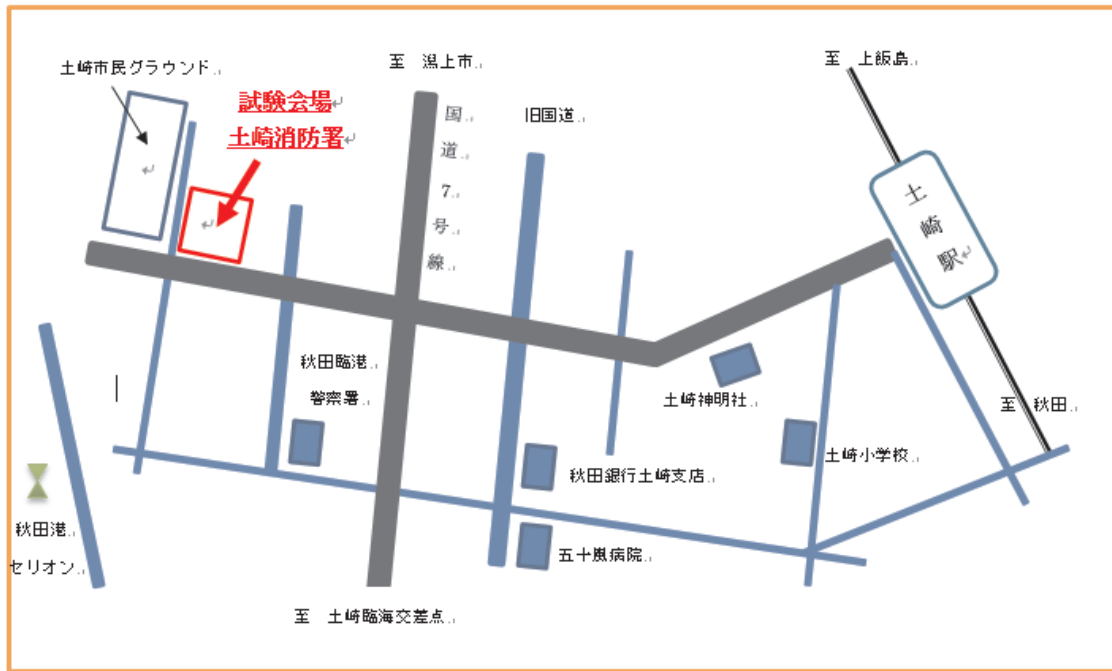 土崎市民グラウンド
試験会場
土崎消防署
至　潟上市
国道7号線
旧国道
至　上飯島
土崎駅
秋田臨港
警察署
土崎神明社
至　秋田
土崎小学校
秋田銀行土崎支店
五十嵐病院
秋田港
セリオン
至　土崎臨海交差点